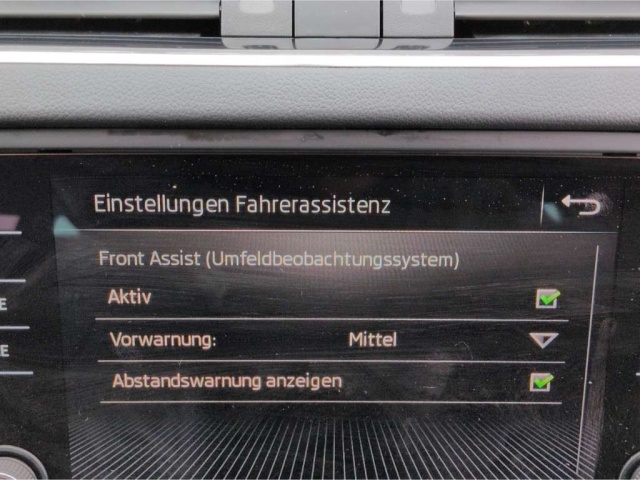 Einstellungen Fahrerassistenz
Front Assist (Umfeldbeobachtungssystem)
Aktiv
Vorwarnung: Mittel
Abstandswarnung anzeigen